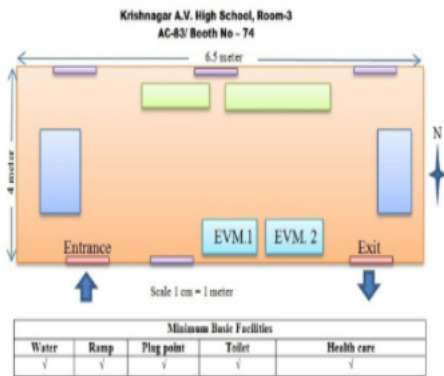 Krishnagar A.V. High School, Room-3
AC-83/ Booth No – 74
6.5 meter
4 meter
N
EVM.1 EVM. 2
Entrance Exit
Scale 1 cm = 1 meter
Minimum Basic Facilities
Water Ramp Plug point Toilet Health care
√ √ √ √ √